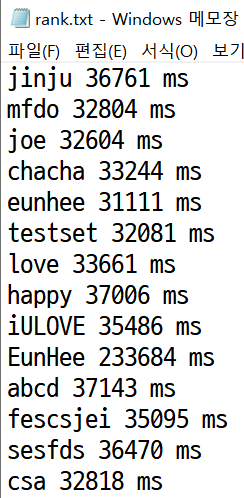 rank.txt - Windows 메모장
파일(F) 편집(E) 서식(O) 보기
jinju 36761 ms
mfdo 32804 ms
joe 32604 ms
chacha 33244 ms
eunhee 31111 ms
testset 32081 ms
love 33661 ms
happy 37006 ms
iULOVE 35486 ms
EunHee 233684 ms
abcd 37143 ms
fescsjei 35095 ms
sesfds 36470 ms
csa 32818 ms